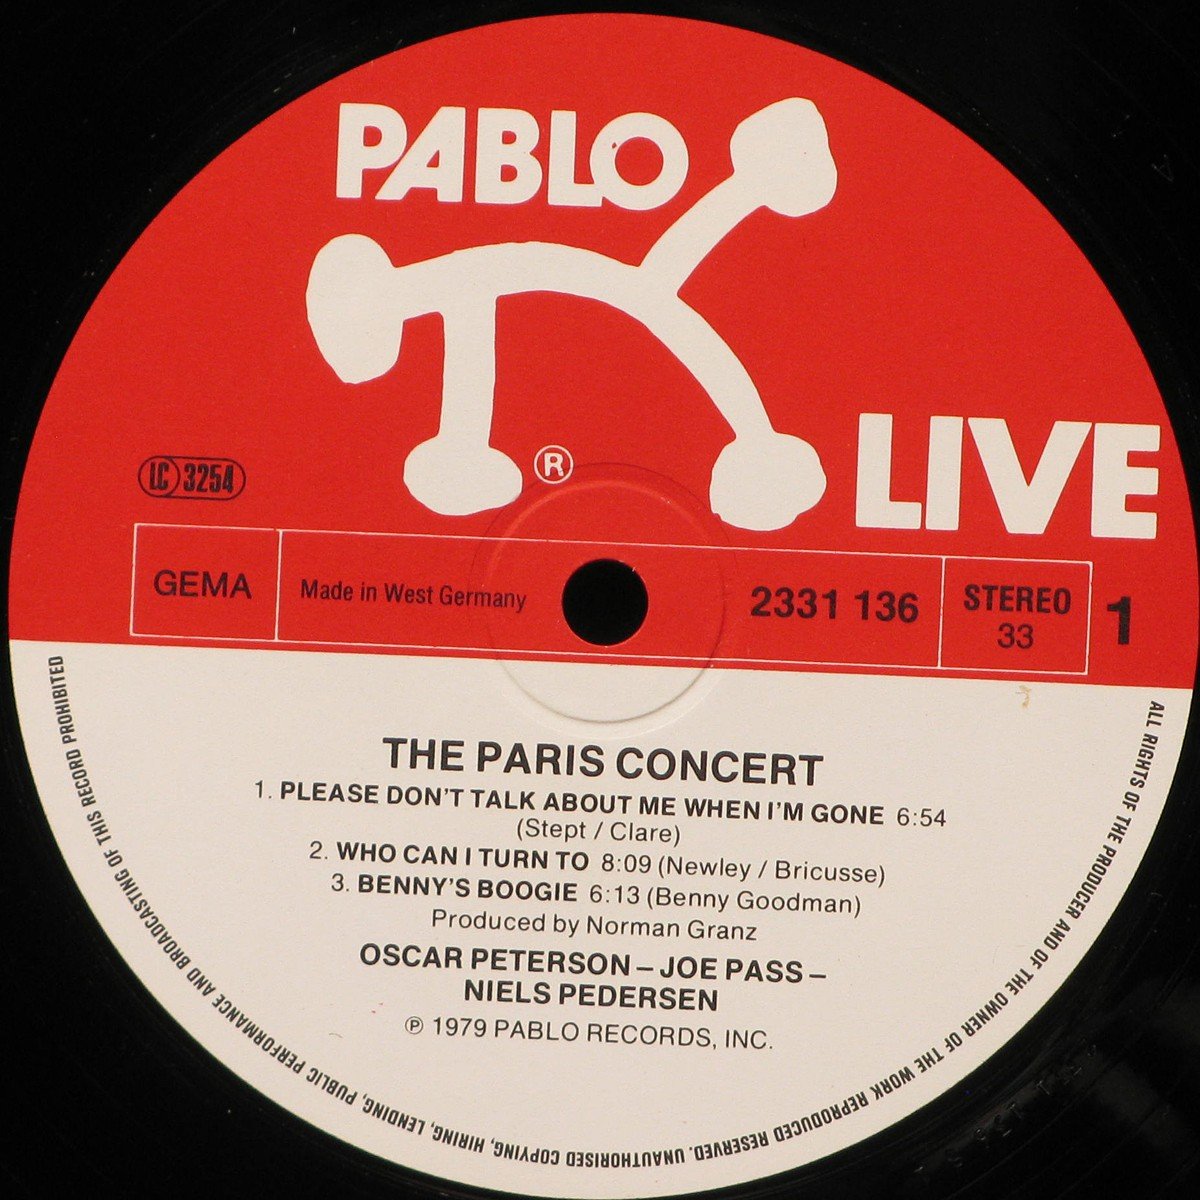 PABLO
LIVE
®
LC 3254
GEMA
Made in West Germany
2331 136
STEREO
33
1
THE PARIS CONCERT
1. PLEASE DON'T TALK ABOUT ME WHEN I'M GONE 6:54
(Stept / Clare)
2. WHO CAN I TURN TO 8:09 (Newley / Bricusse)
3. BENNY'S BOOGIE 6:13 (Benny Goodman)
Produced by Norman Granz
OSCAR PETERSON – JOE PASS –
NIELS PEDERSEN
℗ 1979 PABLO RECORDS, INC.
ALL RIGHTS OF THE PRODUCER AND OF THE OWNER OF THE WORK REPRODUCED RESERVED. UNAUTHORISED COPYING, HIRING, LENDING, PUBLIC PERFORMANCE AND BROADCASTING OF THIS RECORD PROHIBITED